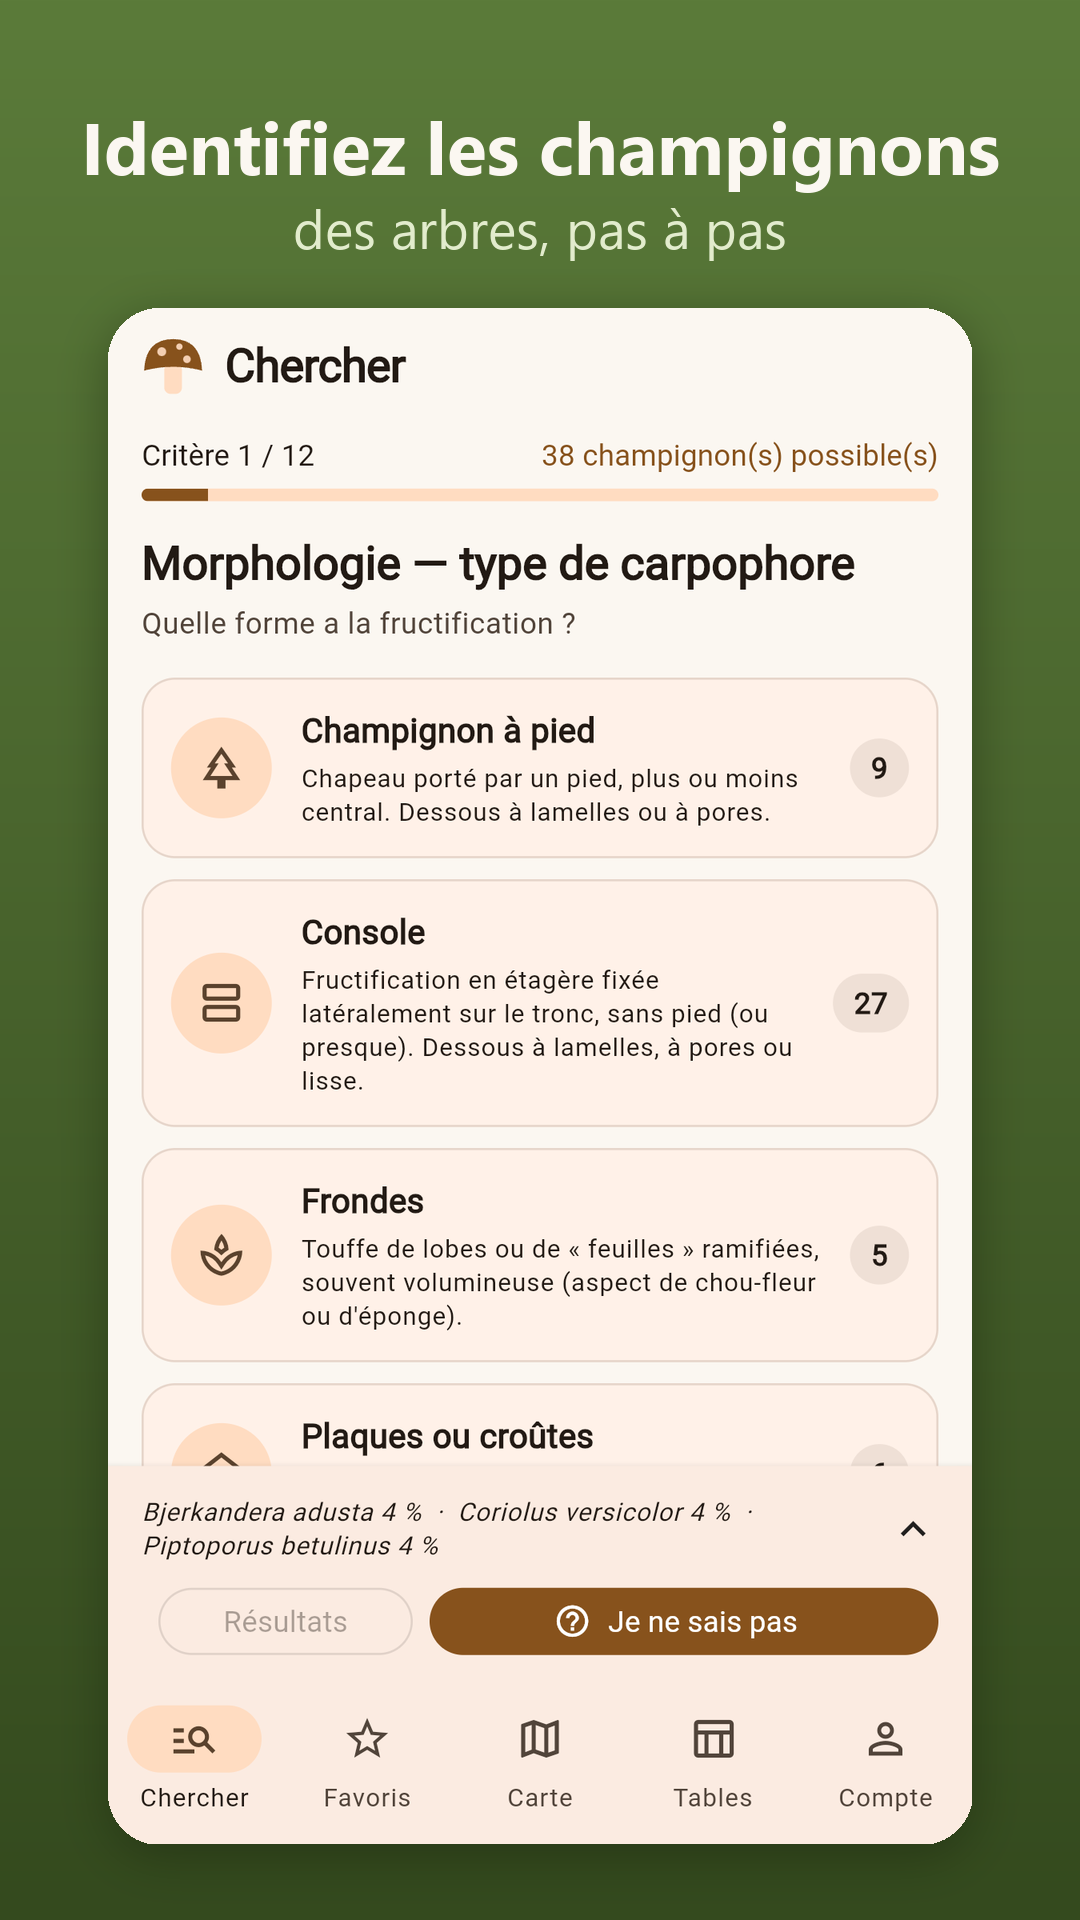 Identifiez les champignons
des arbres, pas à pas
Chercher
Critère 1 / 12
38 champignon(s) possible(s)
Morphologie — type de carpophore
Quelle forme a la fructification ?
Champignon à pied
Chapeau porté par un pied, plus ou moins
central. Dessous à lamelles ou à pores.
9
Console
Fructification en étagère fixée
latéralement sur le tronc, sans pied (ou
presque). Dessous à lamelles, à pores ou
lisse.
27
Frondes
Touffe de lobes ou de « feuilles » ramifiées,
souvent volumineuse (aspect de chou-fleur
ou d'éponge).
5
Plaques ou croûtes
Bjerkandera adusta 4 % · Coriolus versicolor 4 % ·
Piptoporus betulinus 4 %
Résultats
Je ne sais pas
Chercher
Favoris
Carte
Tables
Compte